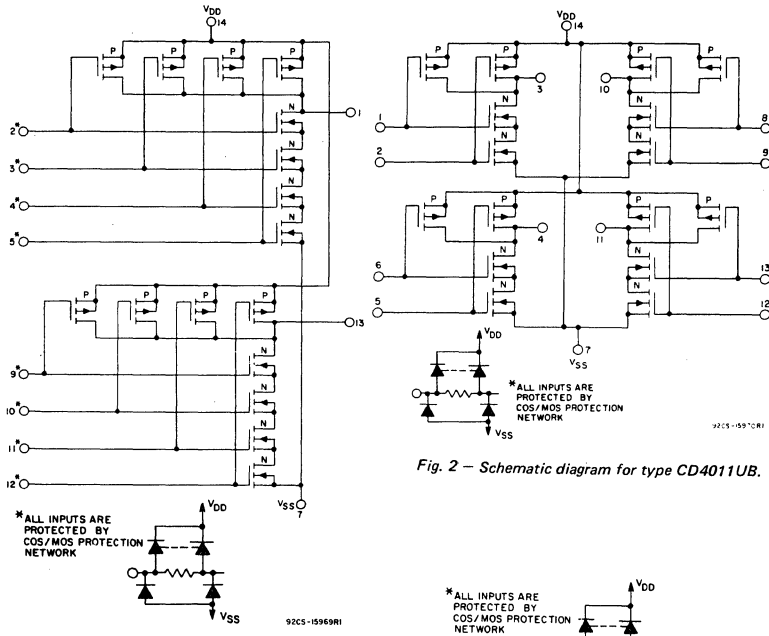 VDD
14
P
P
P
P
1
N
2*
N
3*
N
4*
N
5*
P
P
P
P
13
N
9*
N
10*
N
11*
N
12*
VSS
7
*ALL INPUTS ARE
PROTECTED BY
COS/MOS PROTECTION
NETWORK
VDD
VSS
92CS-15969R1
VDD
14
P
P
P
P
3
10
N
N
1
8
N
N
2
9
P
P
P
P
4
11
N
N
6
13
N
N
5
12
7
VSS
VDD
*ALL INPUTS ARE
PROTECTED BY
COS/MOS PROTECTION
NETWORK
VSS
92CS-15970R1
Fig. 2 — Schematic diagram for type CD4011UB.
*ALL INPUTS ARE
PROTECTED BY
COS/MOS PROTECTION
NETWORK
VDD